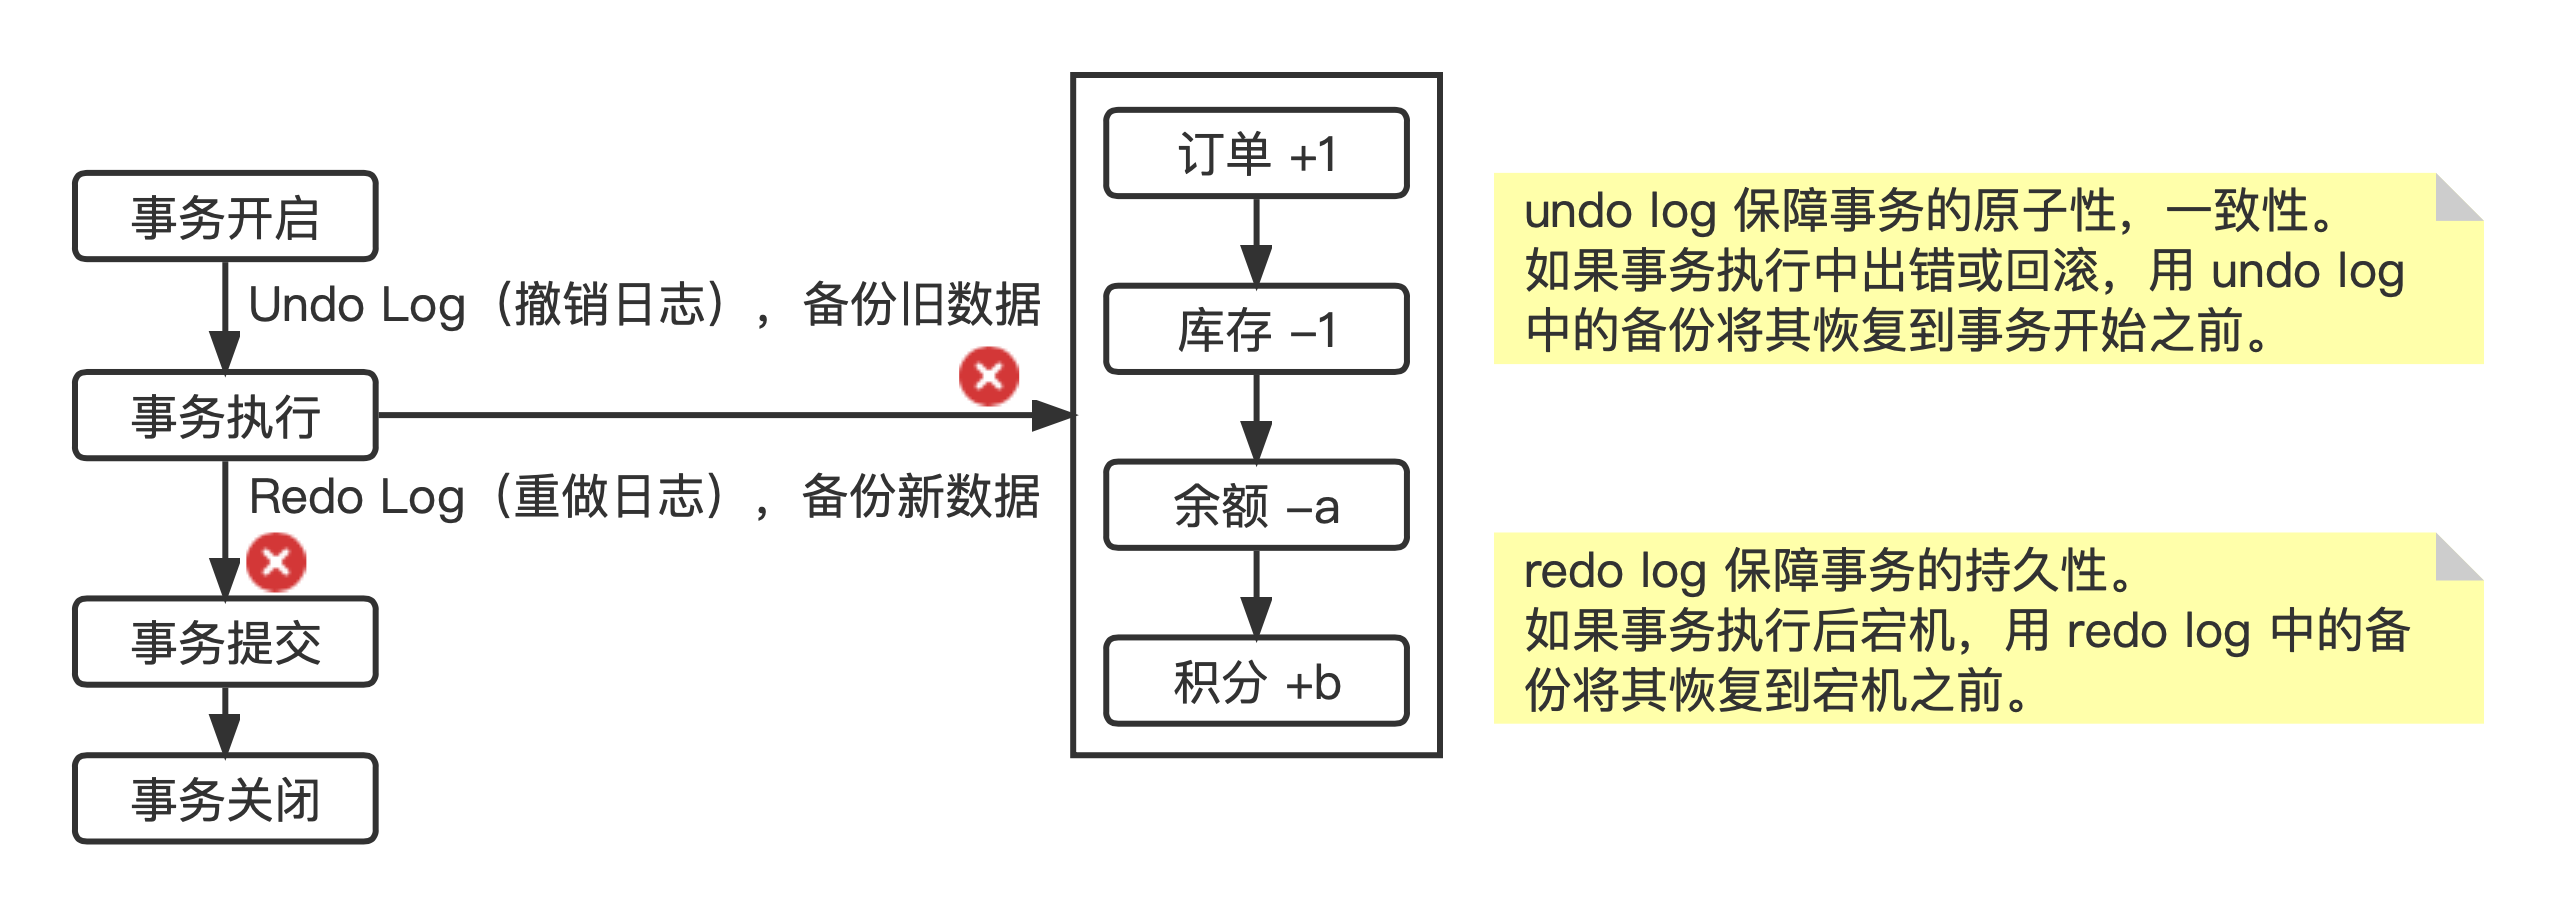 事务开启
Undo Log（撤销日志），备份旧数据
事务执行
Redo Log（重做日志），备份新数据
事务提交
事务关闭
订单 +1
库存 –1
余额 –a
积分 +b
undo log 保障事务的原子性，一致性。
如果事务执行中出错或回滚，用 undo log
中的备份将其恢复到事务开始之前。
redo log 保障事务的持久性。
如果事务执行后宕机，用 redo log 中的备
份将其恢复到宕机之前。